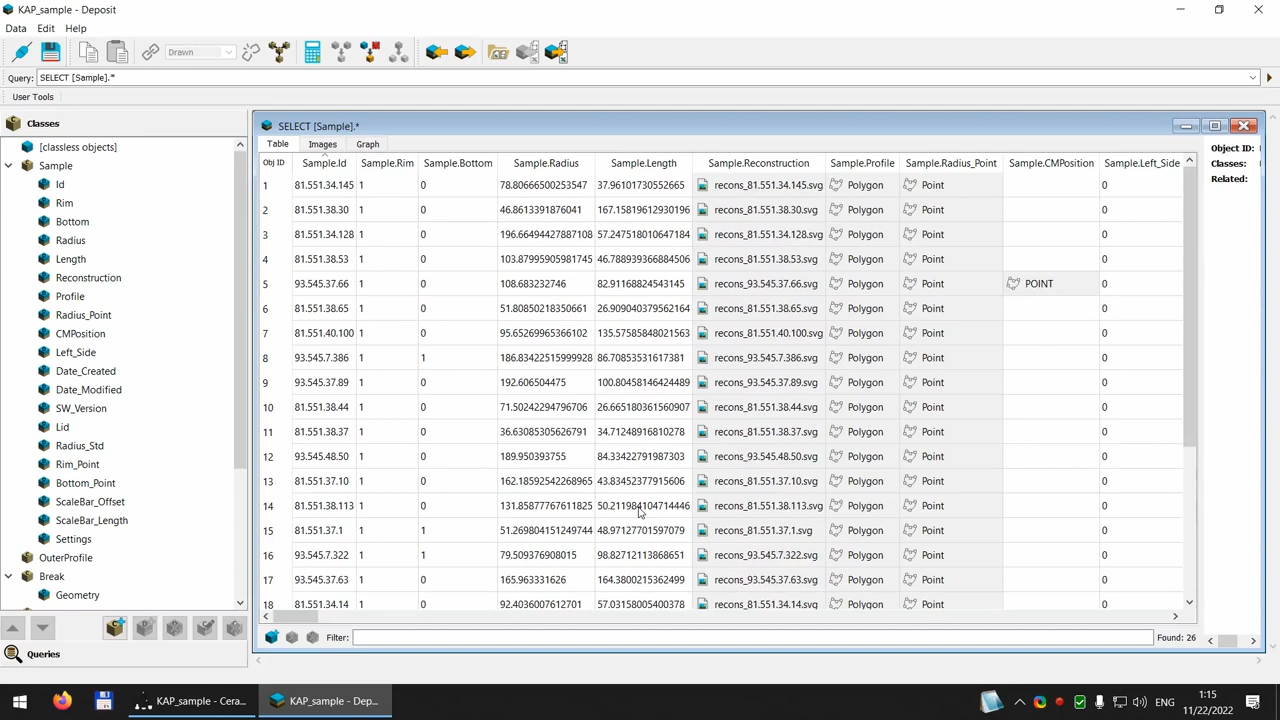 KAP_sample - Deposit
Data Edit Help
Drawn
Query: SELECT [Sample].*
User Tools
Classes
[classless objects]
Sample
Id
Rim
Bottom
Radius
Length
Reconstruction
Profile
Radius_Point
CMPosition
Left_Side
Date_Created
Date_Modified
SW_Version
Lid
Radius_Std
Rim_Point
Bottom_Point
ScaleBar_Offset
ScaleBar_Length
Settings
OuterProfile
Break
Geometry
Queries
SELECT [Sample].*
Table Images Graph
Obj ID Sample.Id Sample.Rim Sample.Bottom Sample.Radius Sample.Length Sample.Reconstruction Sample.Profile Sample.Radius_Point Sample.CMPosition Sample.Left_Side
1 81.551.34.145 1 0 78.80666500253547 37.96101730552665 recons_81.551.34.145.svg Polygon Point 0
2 81.551.38.30 1 0 46.8613391876041 167.15819612930196 recons_81.551.38.30.svg Polygon Point 0
3 81.551.34.128 1 0 196.66494427887108 57.247518010647184 recons_81.551.34.128.svg Polygon Point 0
4 81.551.38.53 1 0 103.87995905981745 46.788939366884506 recons_81.551.38.53.svg Polygon Point 0
5 93.545.37.66 1 0 108.683232746 82.91168824543145 recons_93.545.37.66.svg Polygon Point POINT 0
6 81.551.38.65 1 0 51.80850218350661 26.909040379562164 recons_81.551.38.65.svg Polygon Point 0
7 81.551.40.100 1 0 95.65269965366102 135.57585848021563 recons_81.551.40.100.svg Polygon Point 0
8 93.545.7.386 1 1 186.83422515999928 86.70853531617381 recons_93.545.7.386.svg Polygon Point 0
9 93.545.37.89 1 0 192.606504475 100.80458146424489 recons_93.545.37.89.svg Polygon Point 0
10 81.551.38.44 1 0 71.50242294796706 26.665180361560907 recons_81.551.38.44.svg Polygon Point 0
11 81.551.38.37 1 0 36.63085305626791 34.71248916810278 recons_81.551.38.37.svg Polygon Point 0
12 93.545.48.50 1 0 189.950393755 84.33422791987303 recons_93.545.48.50.svg Polygon Point 0
13 81.551.37.10 1 0 162.18592542268965 43.83452377915606 recons_81.551.37.10.svg Polygon Point 0
14 81.551.38.113 1 0 131.85877767611825 50.211984104714446 recons_81.551.38.113.svg Polygon Point 0
15 81.551.37.1 1 1 51.269804151249744 48.97127701597079 recons_81.551.37.1.svg Polygon Point 0
16 93.545.7.322 1 1 79.509376908015 98.82712113868651 recons_93.545.7.322.svg Polygon Point 0
17 93.545.37.63 1 0 165.963331626 164.3800215362499 recons_93.545.37.63.svg Polygon Point 0
18 81.551.34.14 1 0 92.4036007612701 57.03158005400378 recons_81.551.34.14.svg Polygon Point 0
Filter: Found: 26
Object ID:
Classes:
Related:
KAP_sample - Cera...
KAP_sample - Dep...
ENG
1:15
11/22/2022